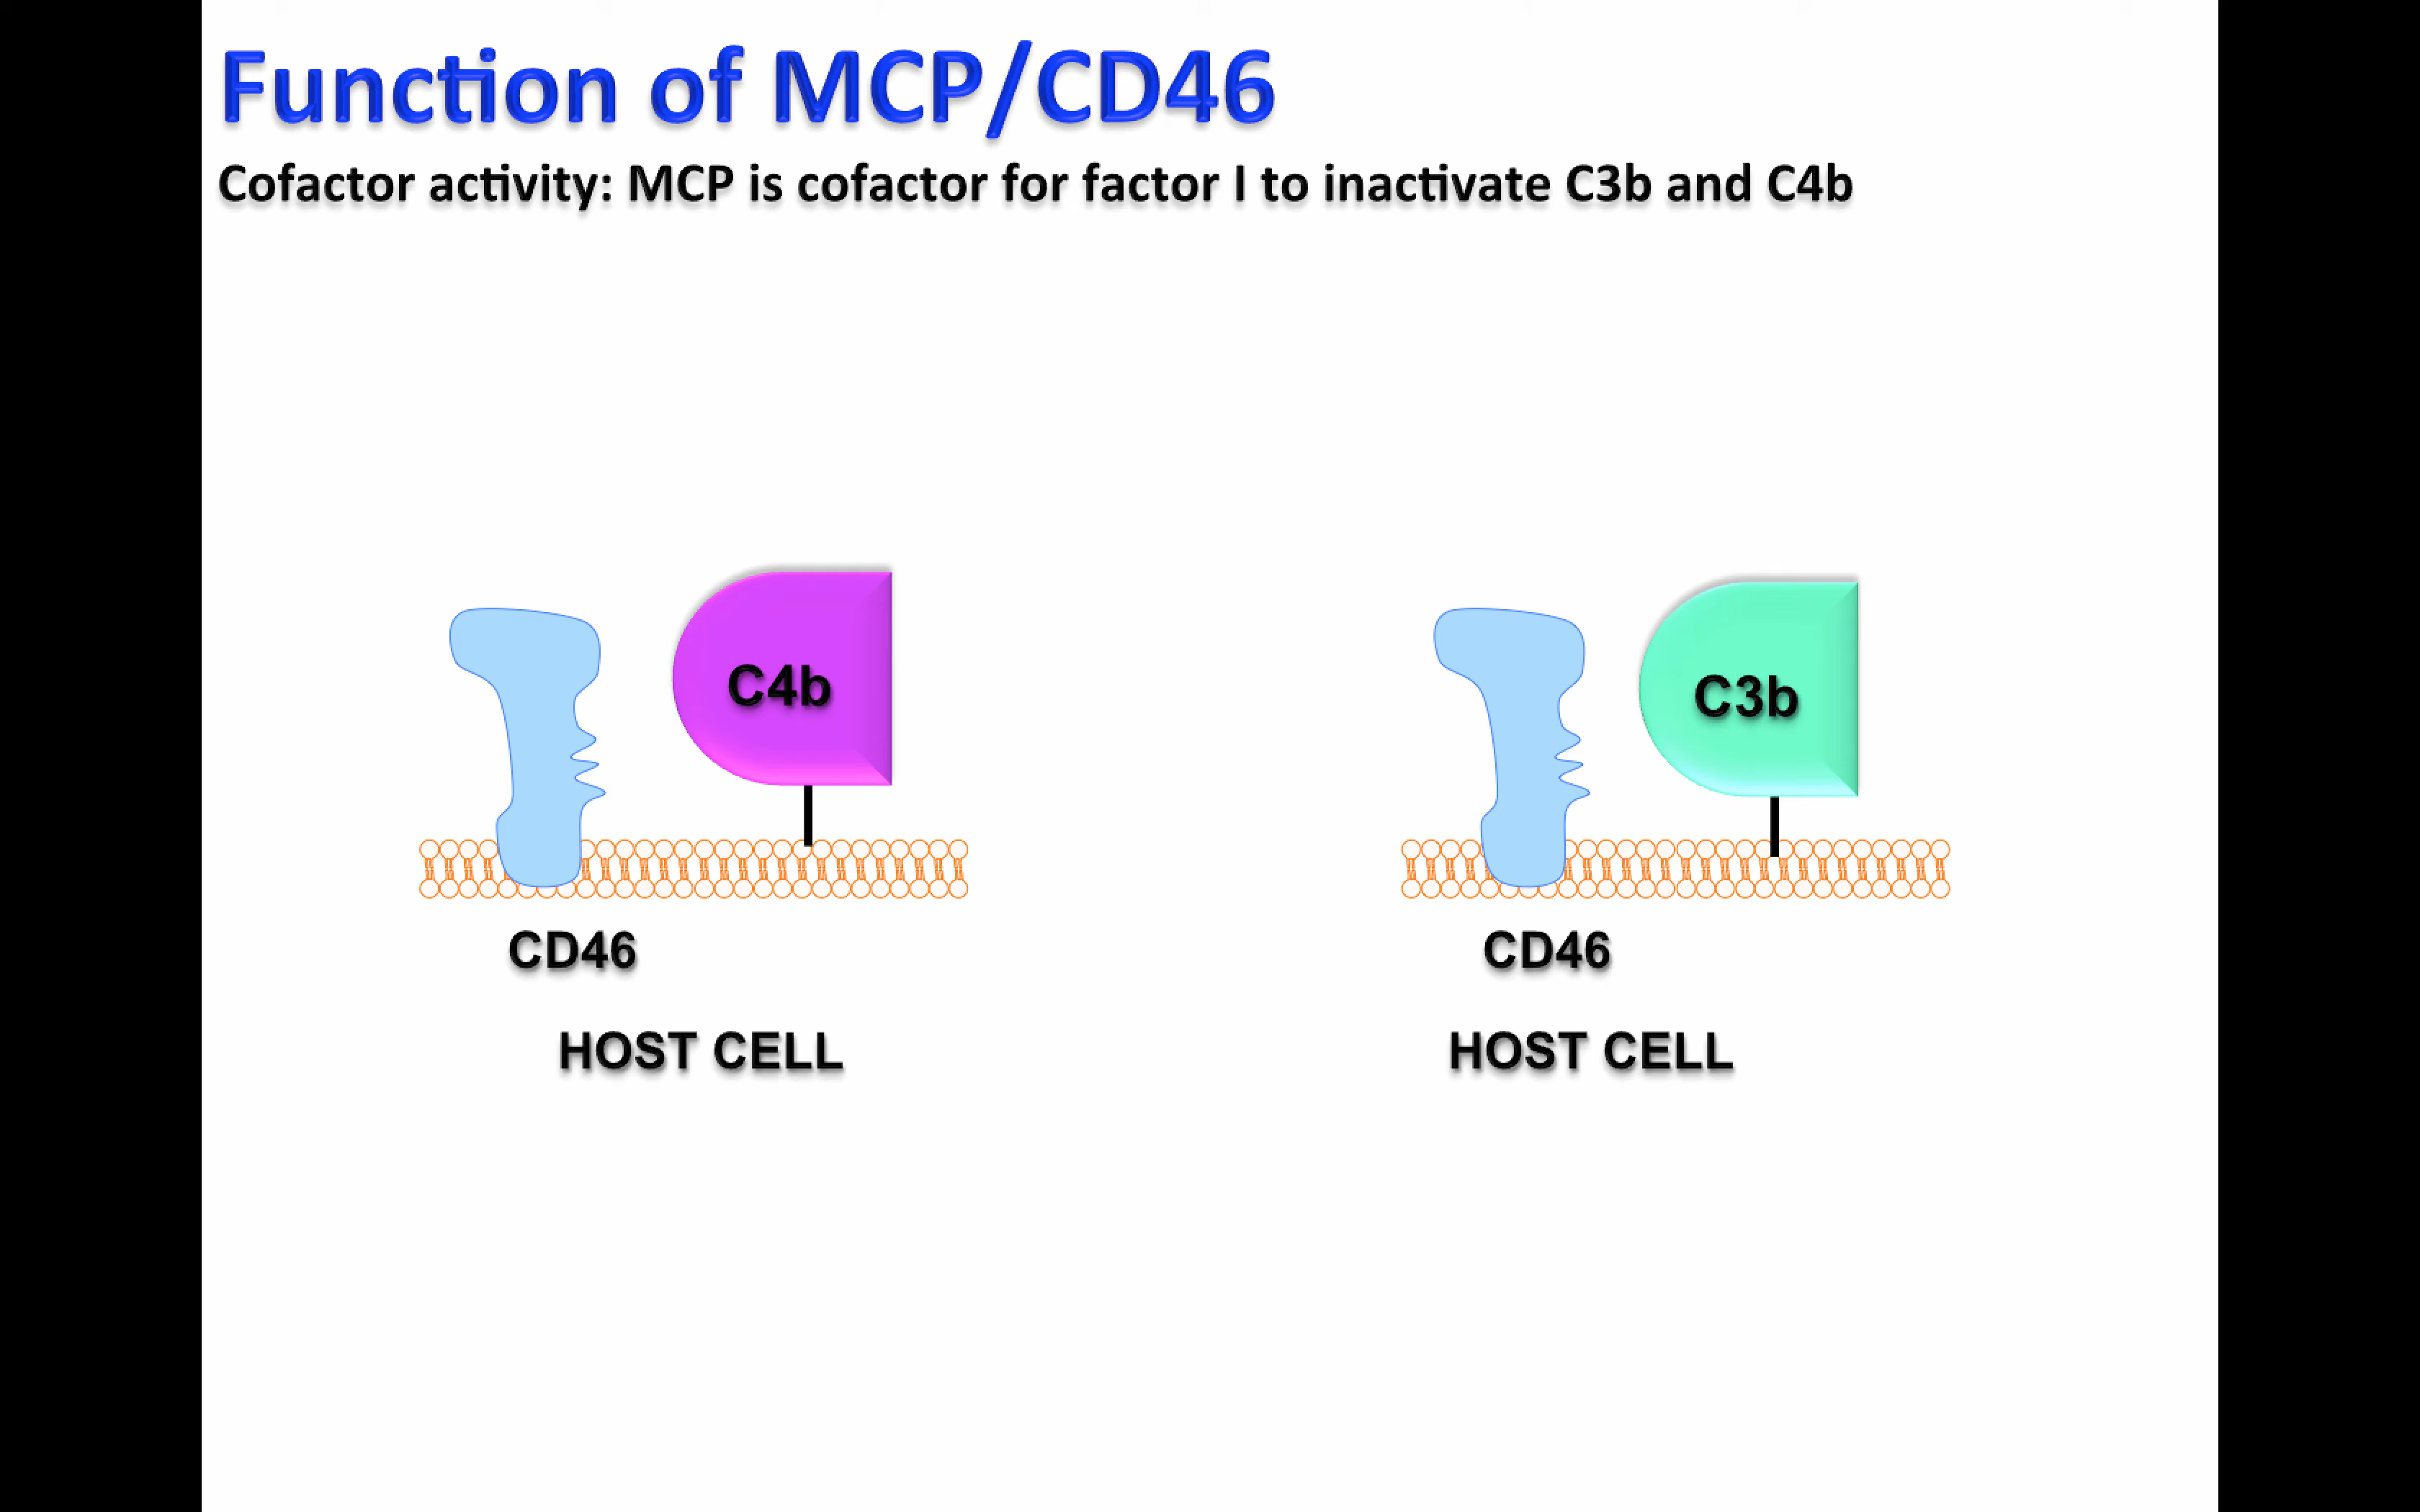 Function of MCP/CD46
Cofactor activity: MCP is cofactor for factor I to inactivate C3b and C4b
C4b
C3b
CD46
CD46
HOST CELL
HOST CELL